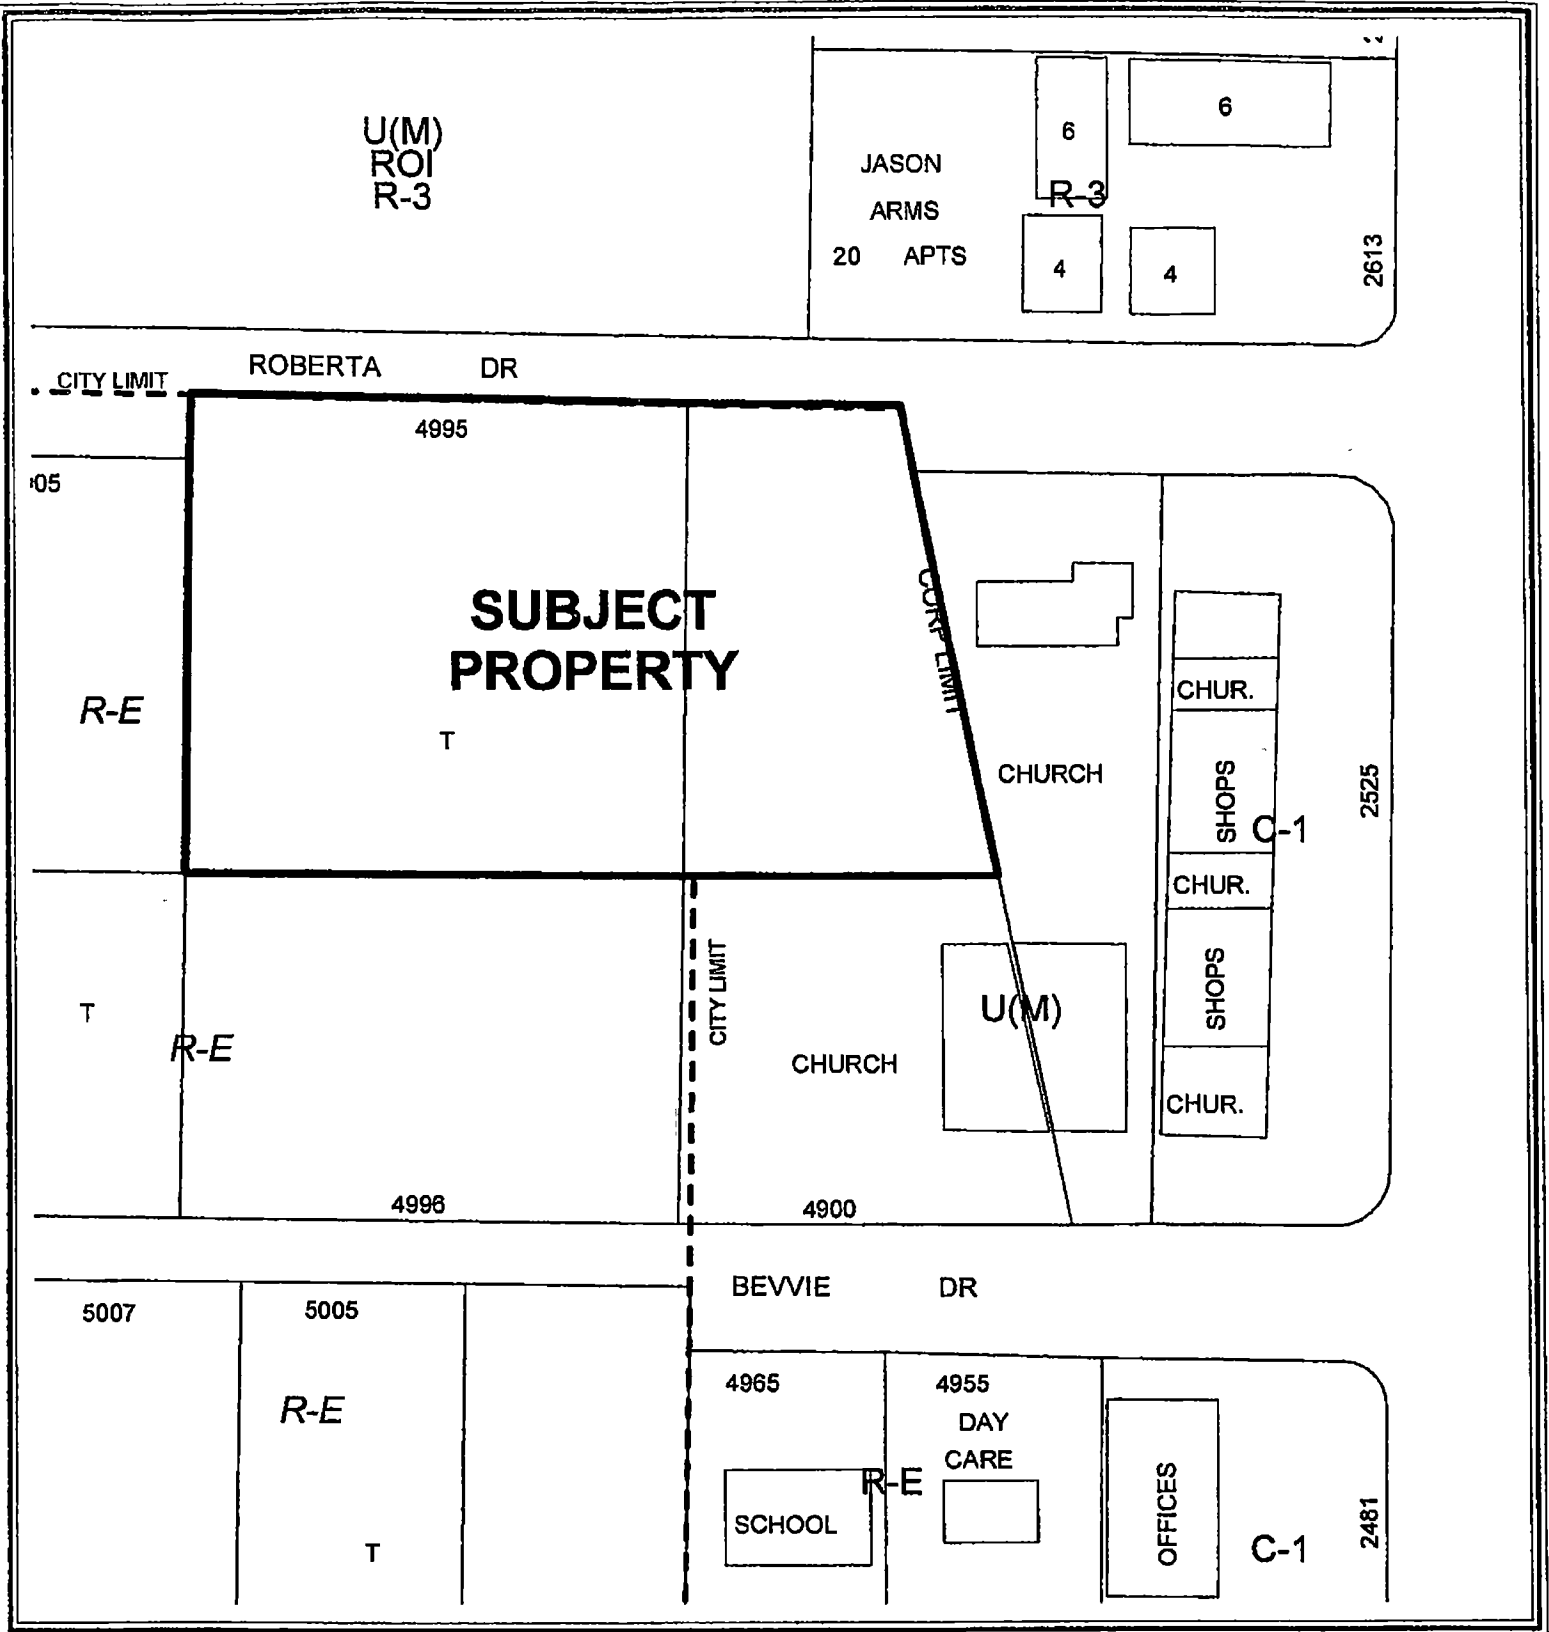 U(M)
ROI
R-3
JASON
ARMS
20 APTS
6
6
R-3
4
4
2613
ROBERTA DR
CITY LIMIT
4995
05
SUBJECT
PROPERTY
R-E
T
CORP LIMIT
CHURCH
CHUR.
SHOPS
C-1
2525
CHUR.
SHOPS
CHUR.
T
R-E
CITY LIMIT
CHURCH
U(M)
4996
4900
BEVVIE DR
5007
5005
R-E
T
4965
4955
DAY
CARE
R-E
SCHOOL
OFFICES
C-1
2481